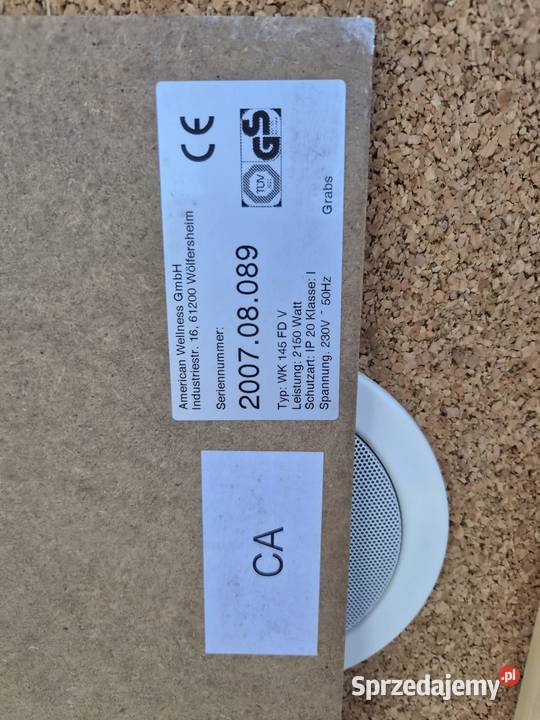 American Wellness GmbH
Industriestr. 16, 61200 Wölfersheim
Seriennummer:
2007.08.089
Typ: WK 145 FD V
Leistung: 2150 Watt
Schutzart: IP 20 Klasse: I
Spannung. 230V ~ 50Hz
CE
TÜV
GS
Grabs
CA
Sprzedajemy.pl